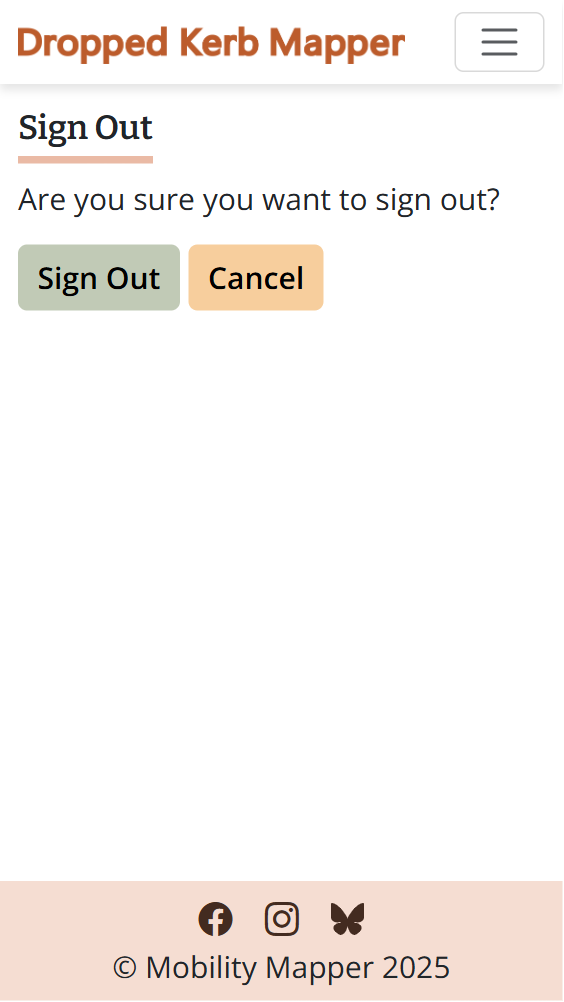 Dropped Kerb Mapper
Sign Out
Are you sure you want to sign out?
Sign Out Cancel
© Mobility Mapper 2025